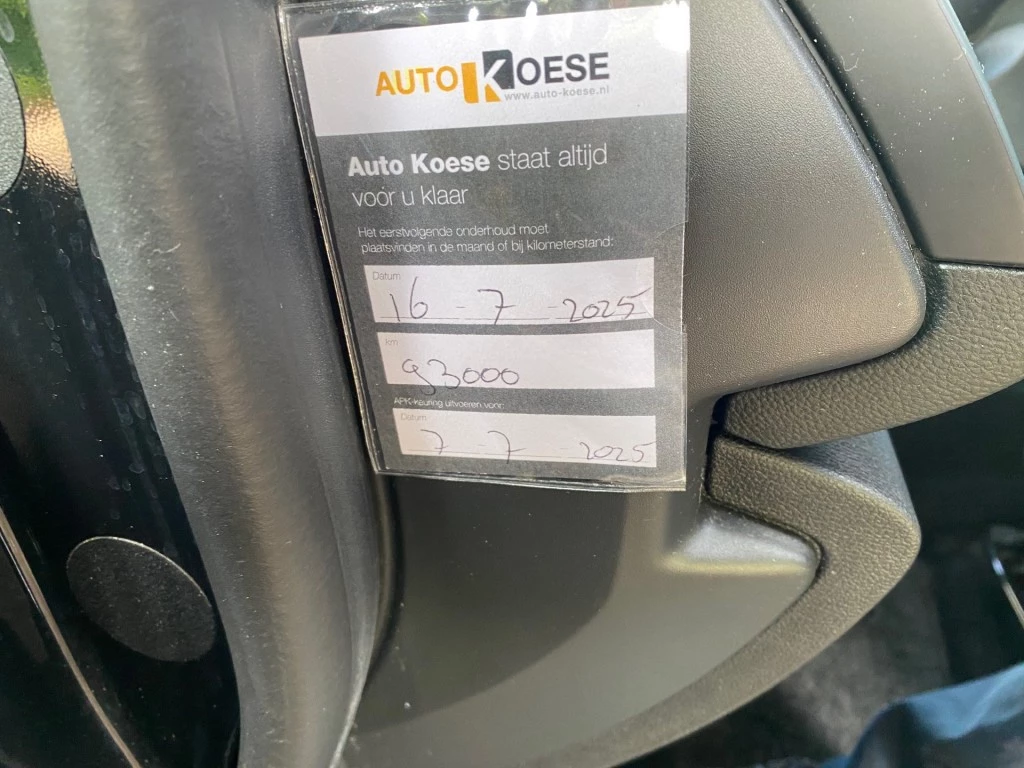 AUTO KOESE
www.auto-koese.nl
Auto Koese staat altijd
voor u klaar
Het eerstvolgende onderhoud moet
plaatsvinden in de maand of bij kilometerstand:
Datum
16 - 7 - 2025
km
93000
APK-keuring uitvoeren voor:
Datum
7 - 7 - 2025